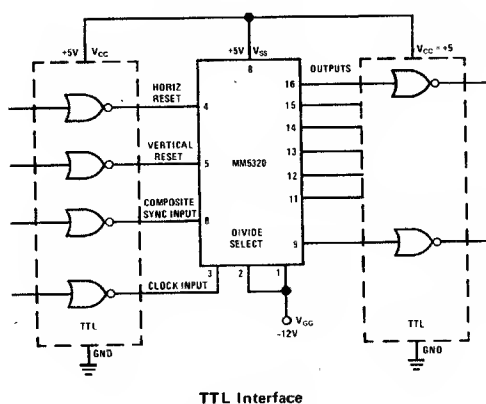 +5V VCC
+5V VSS
VCC = +5
8
HORIZ
RESET
4
16
OUTPUTS
15
14
VERTICAL
RESET
5
MM5320
13
12
11
COMPOSITE
SYNC INPUT
8
DIVIDE
SELECT
9
3
2
1
CLOCK INPUT
TTL
GND
VGG
-12V
TTL
GND
TTL Interface